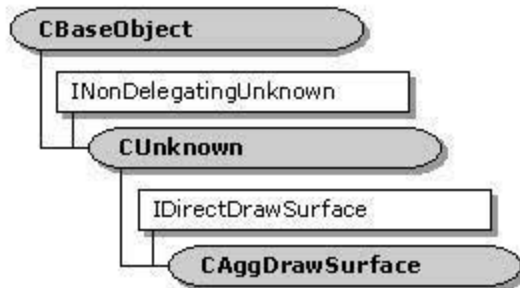 CBaseObject
INonDelegatingUnknown
CUnknown
IDirectDrawSurface
CAggDrawSurface